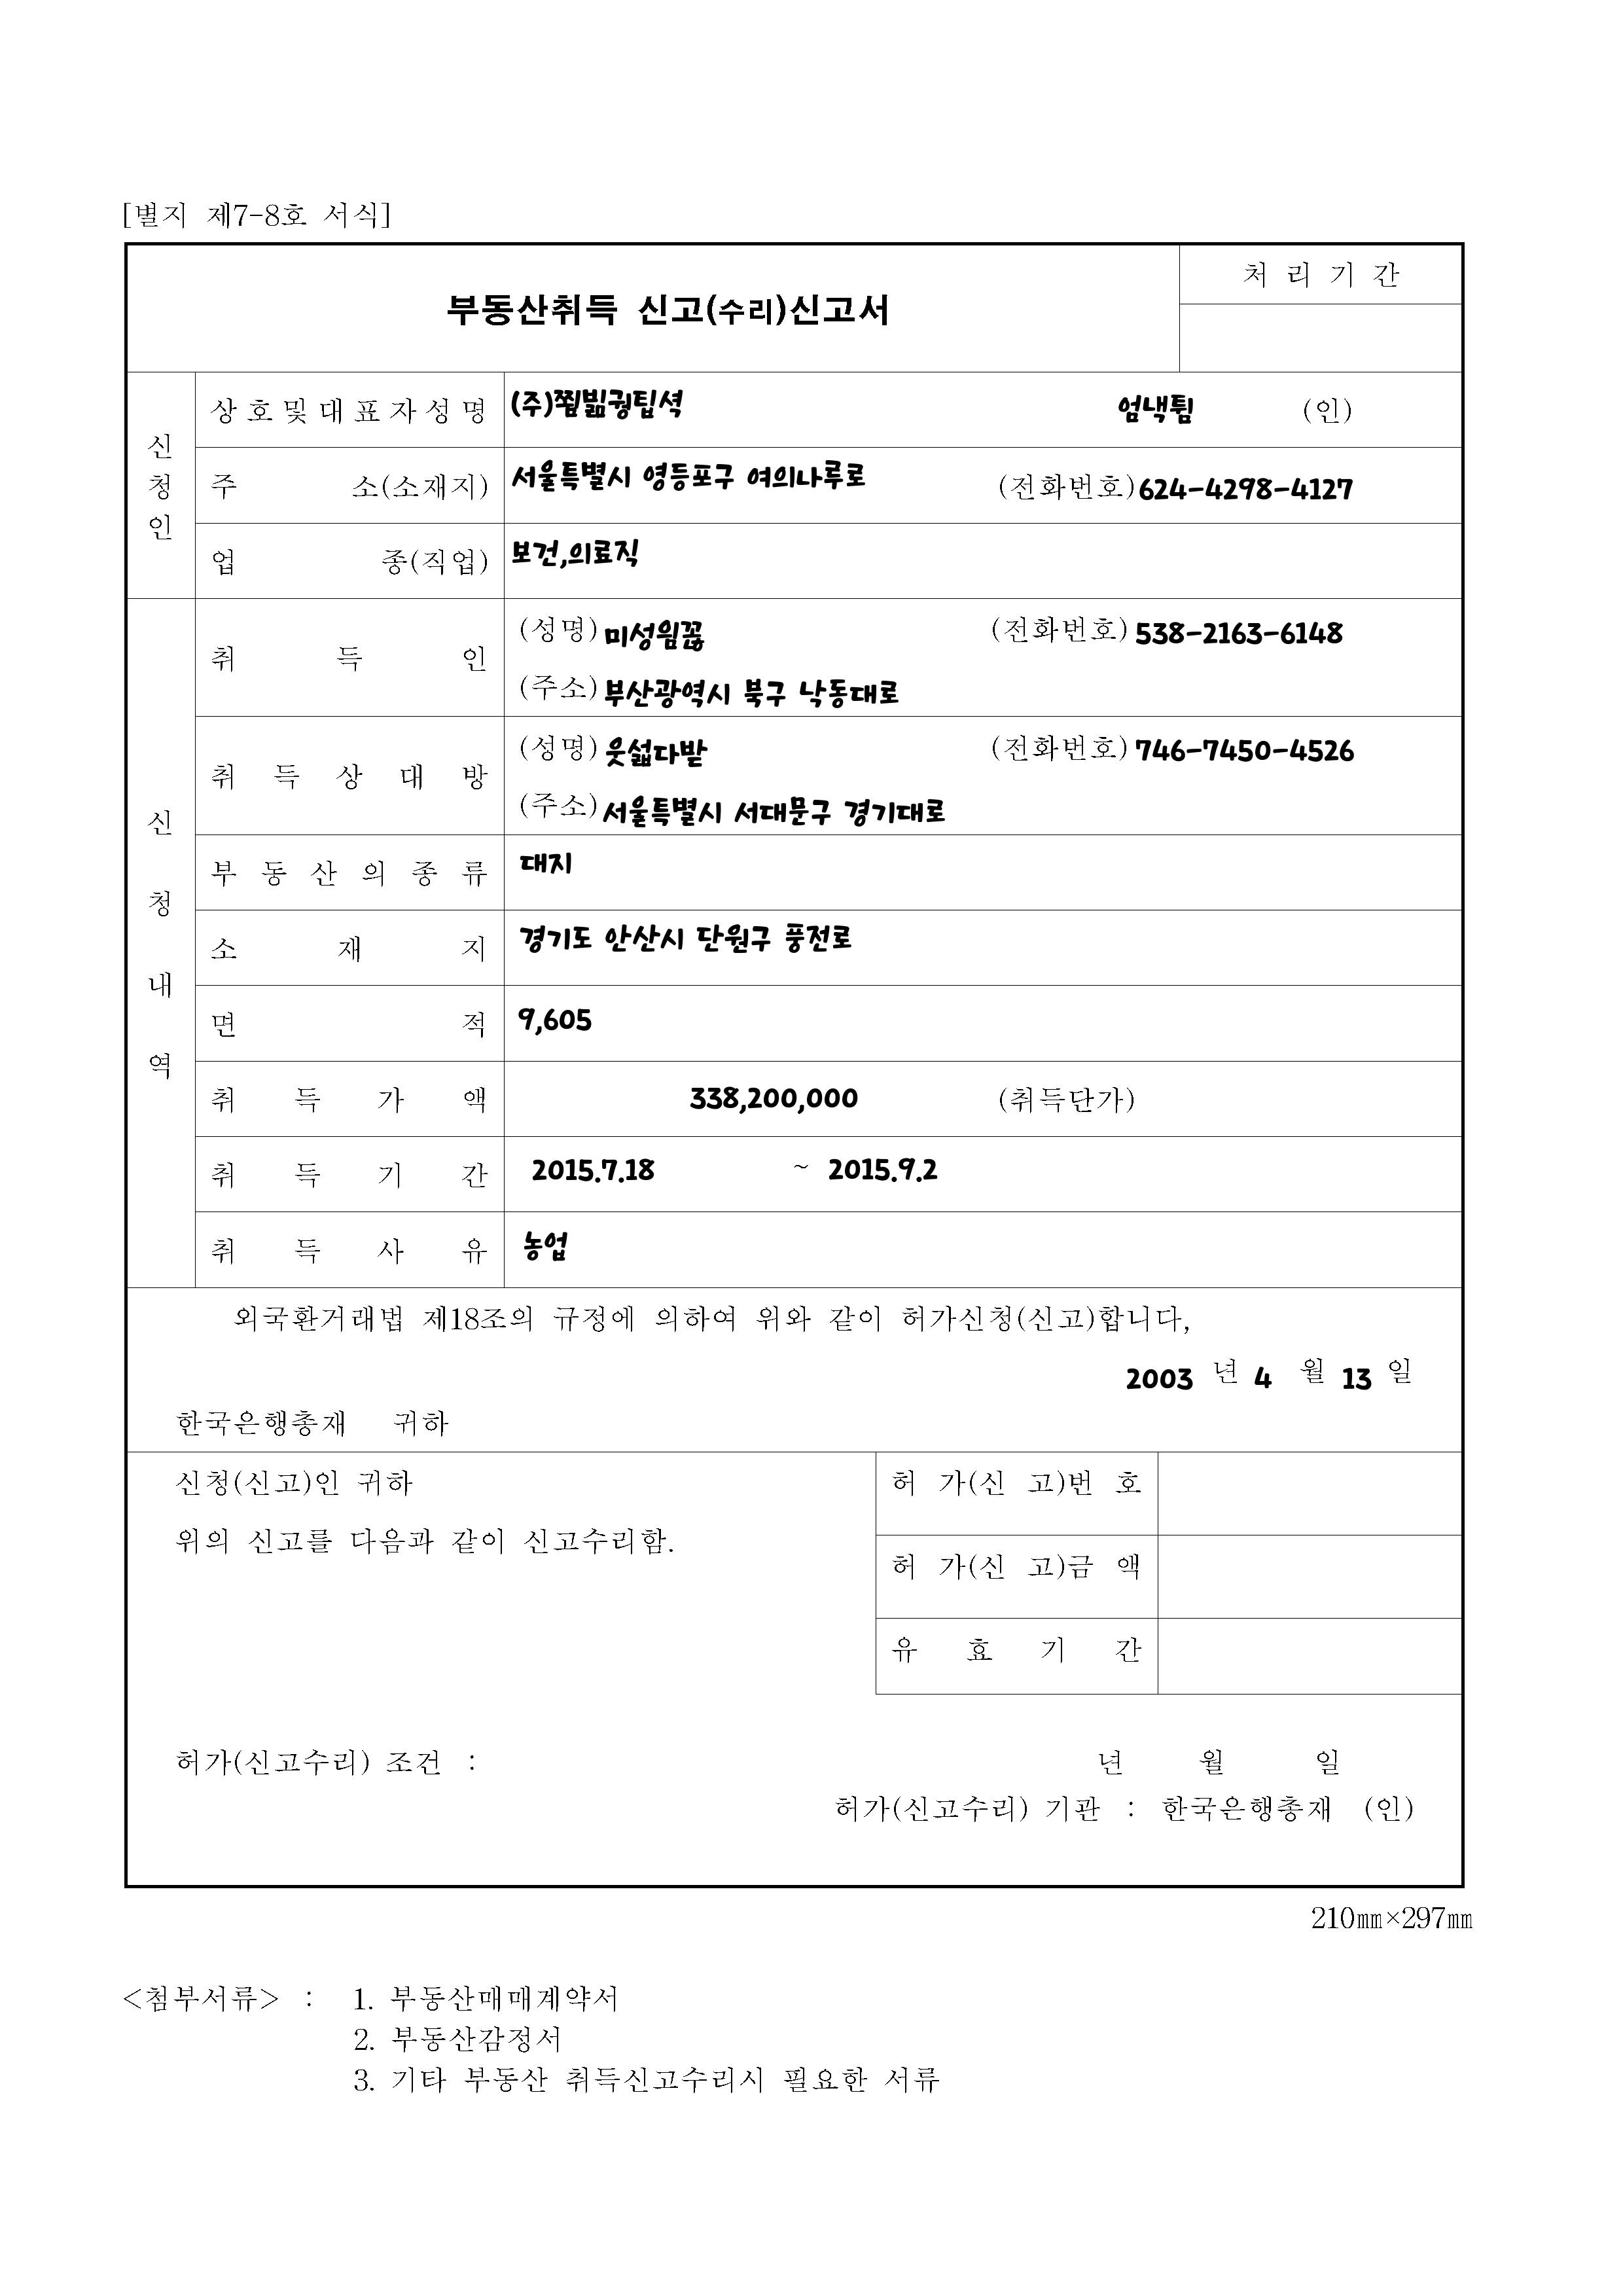 [별지 제7-8호 서식]
부동산취득 신고(수리)신고서
처 리 기 간
신청인
상호및대표자성명 (주)찝빎귕팁셕 엄낵튐 (인)
주 소(소재지) 서울특별시 영등포구 여의나루로 (전화번호) 624-4298-4127
업 종(직업) 보건,의료직
신청내역
취 득 인 (성명) 미성윔꿇 (전화번호) 538-2163-6148
(주소) 부산광역시 북구 낙동대로
취 득 상 대 방 (성명) 웃섧다밭 (전화번호) 746-7450-4526
(주소) 서울특별시 서대문구 경기대로
부 동 산 의 종 류 대지
소 재 지 경기도 안산시 단원구 풍전로
면 적 9,605
취 득 가 액 338,200,000 (취득단가)
취 득 기 간 2015.7.18 ~ 2015.9.2
취 득 사 유 농업
외국환거래법 제18조의 규정에 의하여 위와 같이 허가신청(신고)합니다,
2003 년 4 월 13 일
한국은행총재 귀하
신청(신고)인 귀하
위의 신고를 다음과 같이 신고수리함.
허 가(신 고)번 호
허 가(신 고)금 액
유 효 기 간
허가(신고수리) 조건 :
년 월 일
허가(신고수리) 기관 : 한국은행총재 (인)
210㎜×297㎜
<첨부서류> : 1. 부동산매매계약서
2. 부동산감정서
3. 기타 부동산 취득신고수리시 필요한 서류